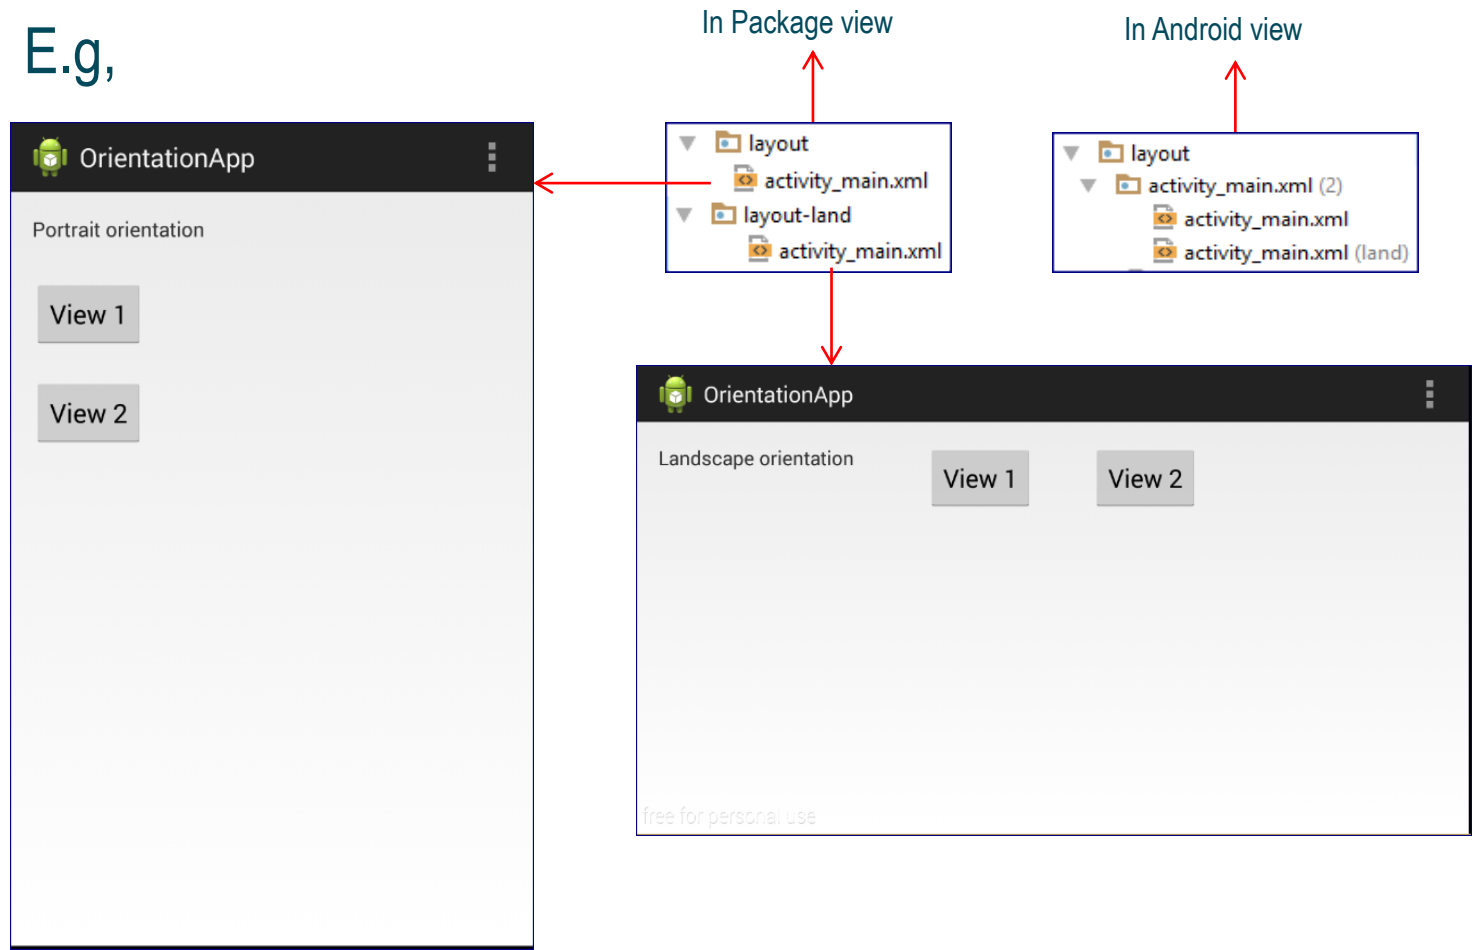 E.g,
In Package view
In Android view
OrientationApp
Portrait orientation
View 1
View 2
layout
activity_main.xml
layout-land
activity_main.xml
layout
activity_main.xml (2)
activity_main.xml
activity_main.xml (land)
OrientationApp
Landscape orientation
View 1
View 2
free for personal use